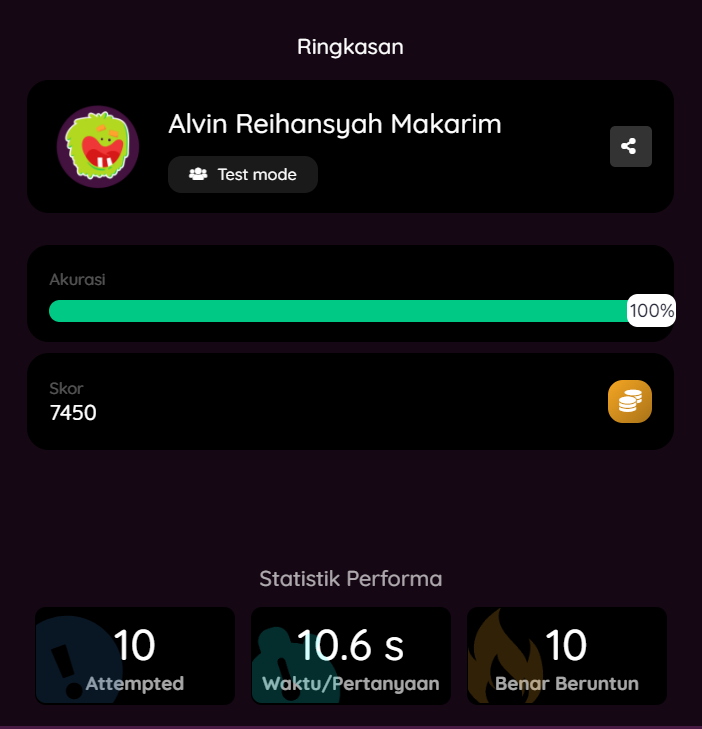 Ringkasan
Alvin Reihansyah Makarim
Test mode
Akurasi
100%
Skor
7450
Statistik Performa
10
Attempted
10.6 s
Waktu/Pertanyaan
10
Benar Beruntun